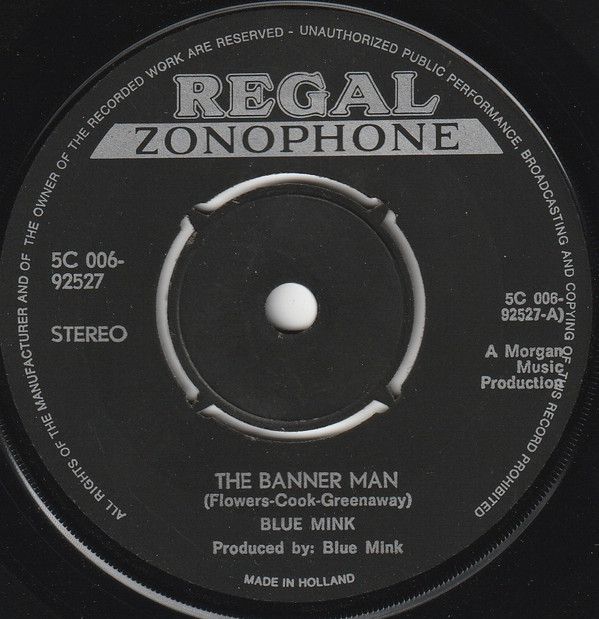 ALL RIGHTS OF THE MANUFACTURER AND OF THE OWNER OF THE RECORDED WORK ARE RESERVED - UNAUTHORIZED PUBLIC PERFORMANCE, BROADCASTING AND COPYING OF THIS RECORD PROHIBITED
REGAL
ZONOPHONE
5C 006-
92527
STEREO
5C 006-
92527-A)
A Morgan
Music
Production
THE BANNER MAN
(Flowers-Cook-Greenaway)
BLUE MINK
Produced by: Blue Mink
MADE IN HOLLAND